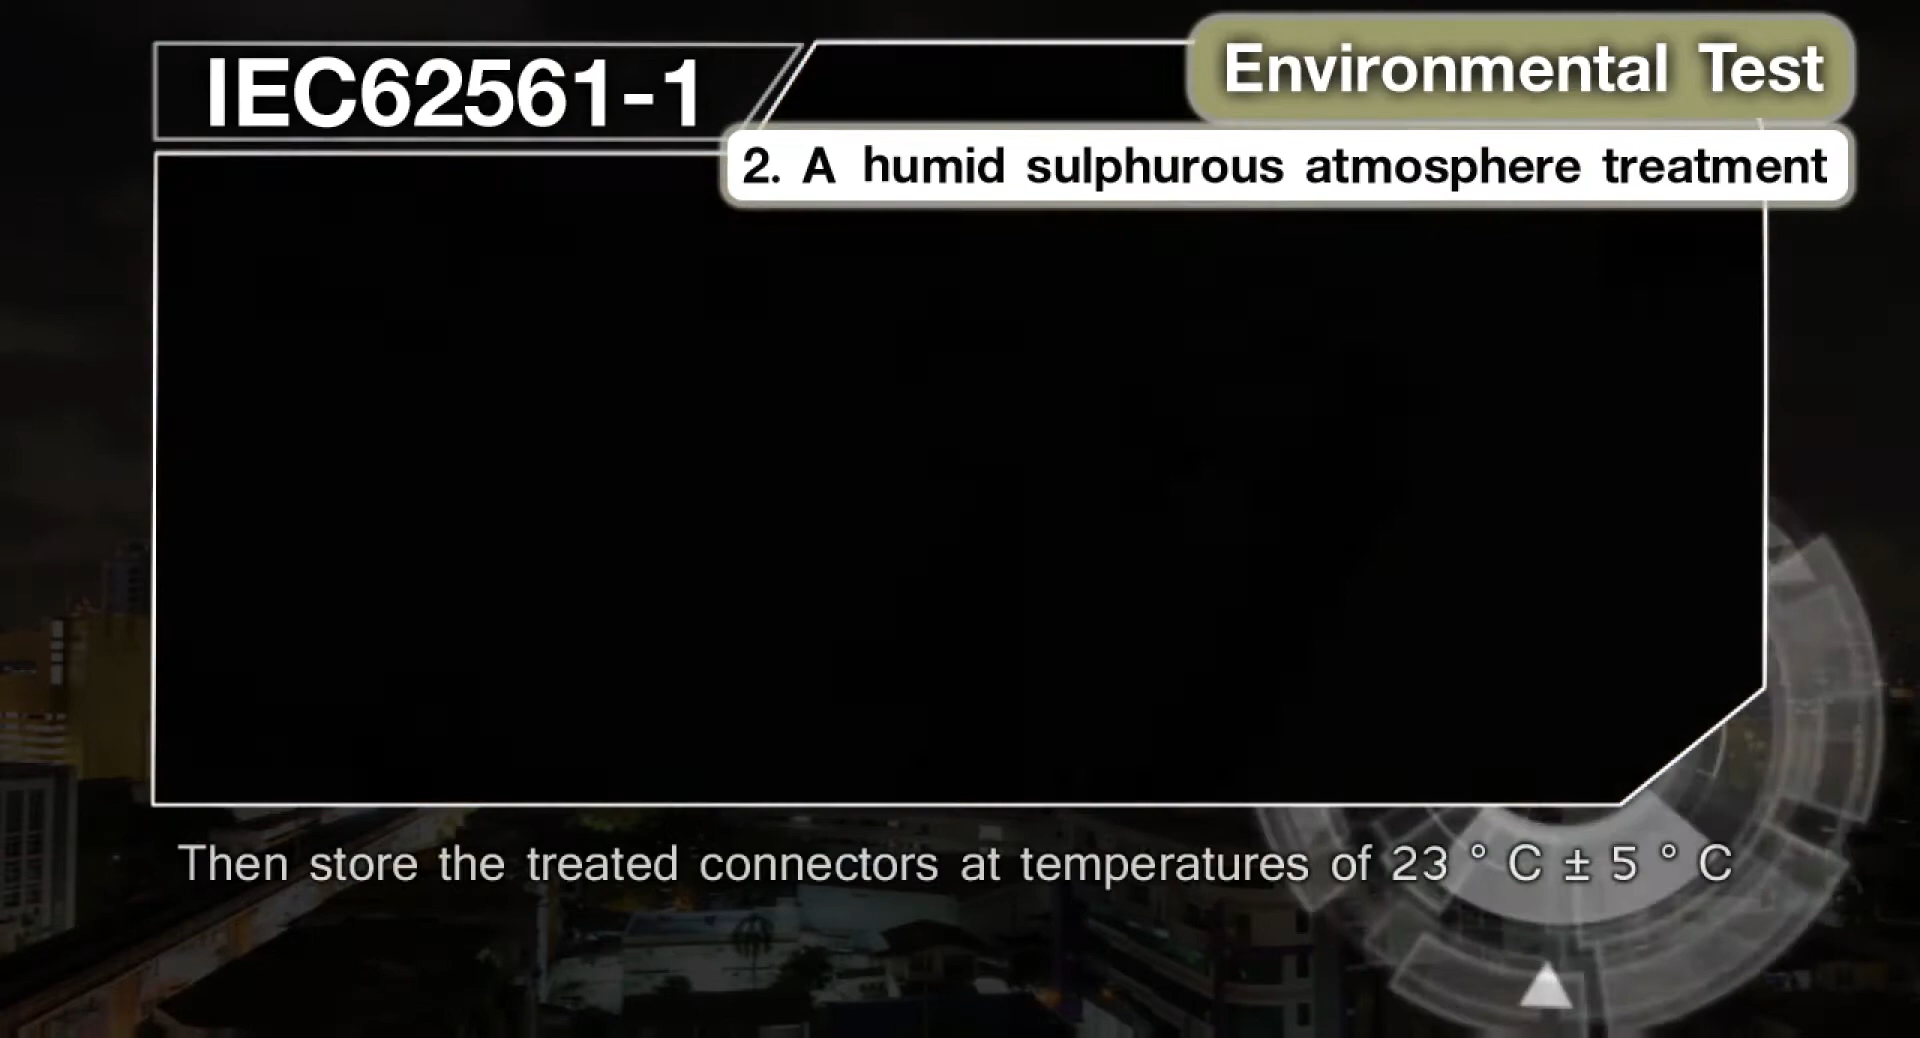 IEC62561-1
Environmental Test
2. A humid sulphurous atmosphere treatment
Then store the treated connectors at temperatures of 23 ° C ± 5 ° C